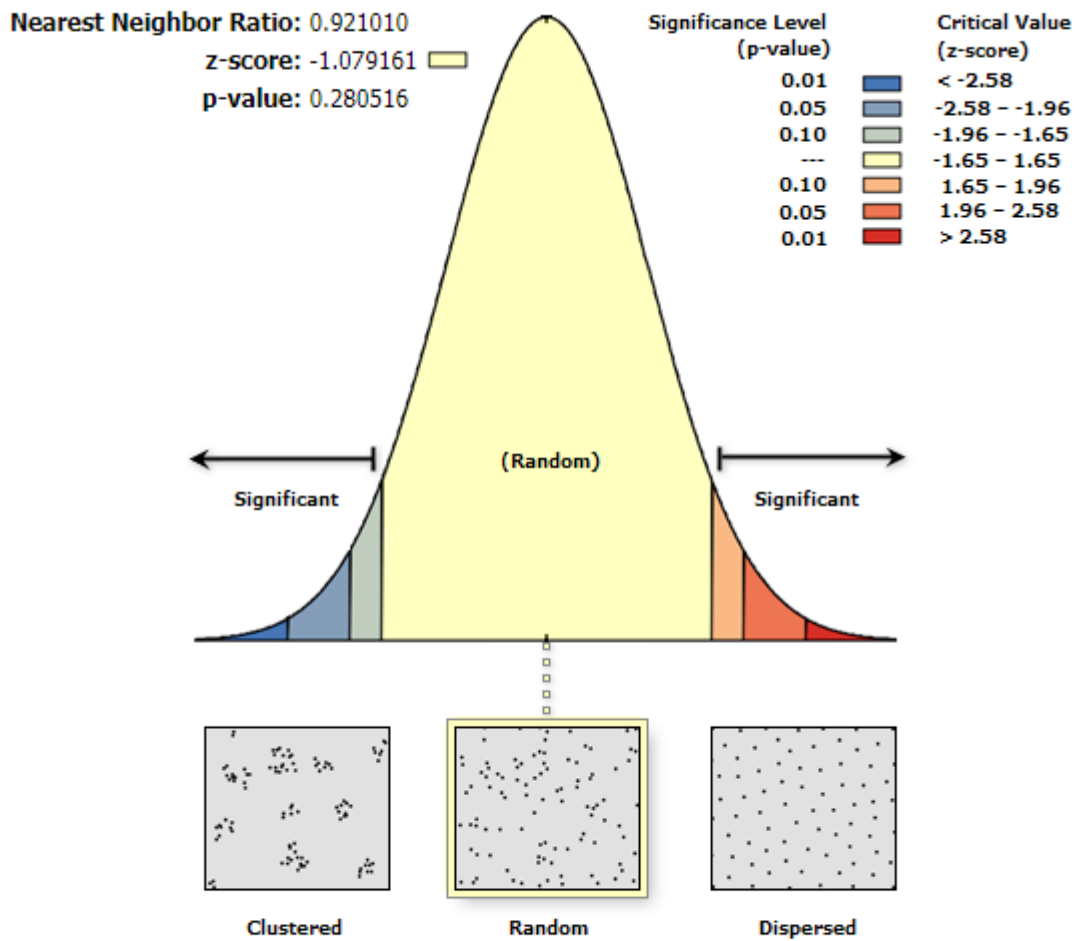 Nearest Neighbor Ratio: 0.921010
z-score: -1.079161
p-value: 0.280516
Significance Level
(p-value)
Critical Value
(z-score)
0.01 < -2.58
0.05 -2.58 – -1.96
0.10 -1.96 – -1.65
--- -1.65 – 1.65
0.10 1.65 – 1.96
0.05 1.96 – 2.58
0.01 > 2.58
(Random)
Significant
Significant
Clustered
Random
Dispersed